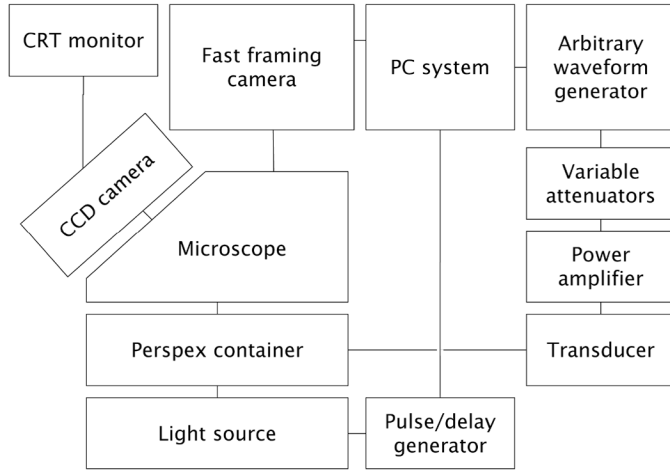 CRT monitor
Fast framing
camera
PC system
Arbitrary
waveform
generator
CCD camera
Variable
attenuators
Microscope
Power
amplifier
Perspex container
Transducer
Light source
Pulse/delay
generator